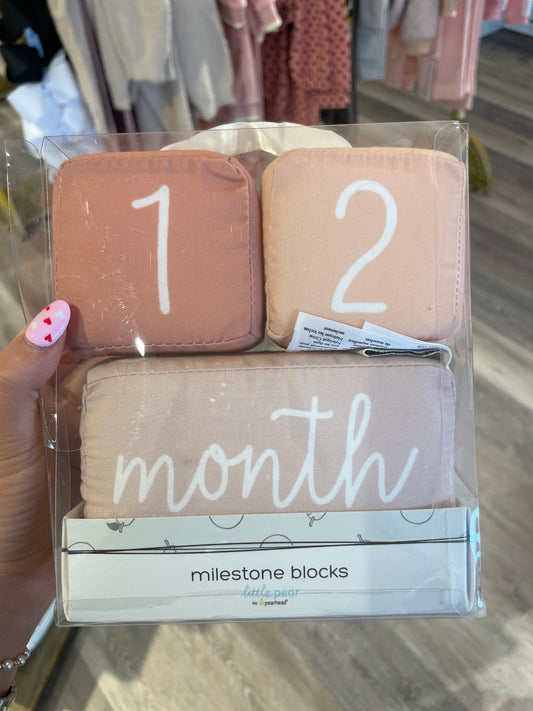 1
2
month
milestone blocks
little pear
BY pearhead®